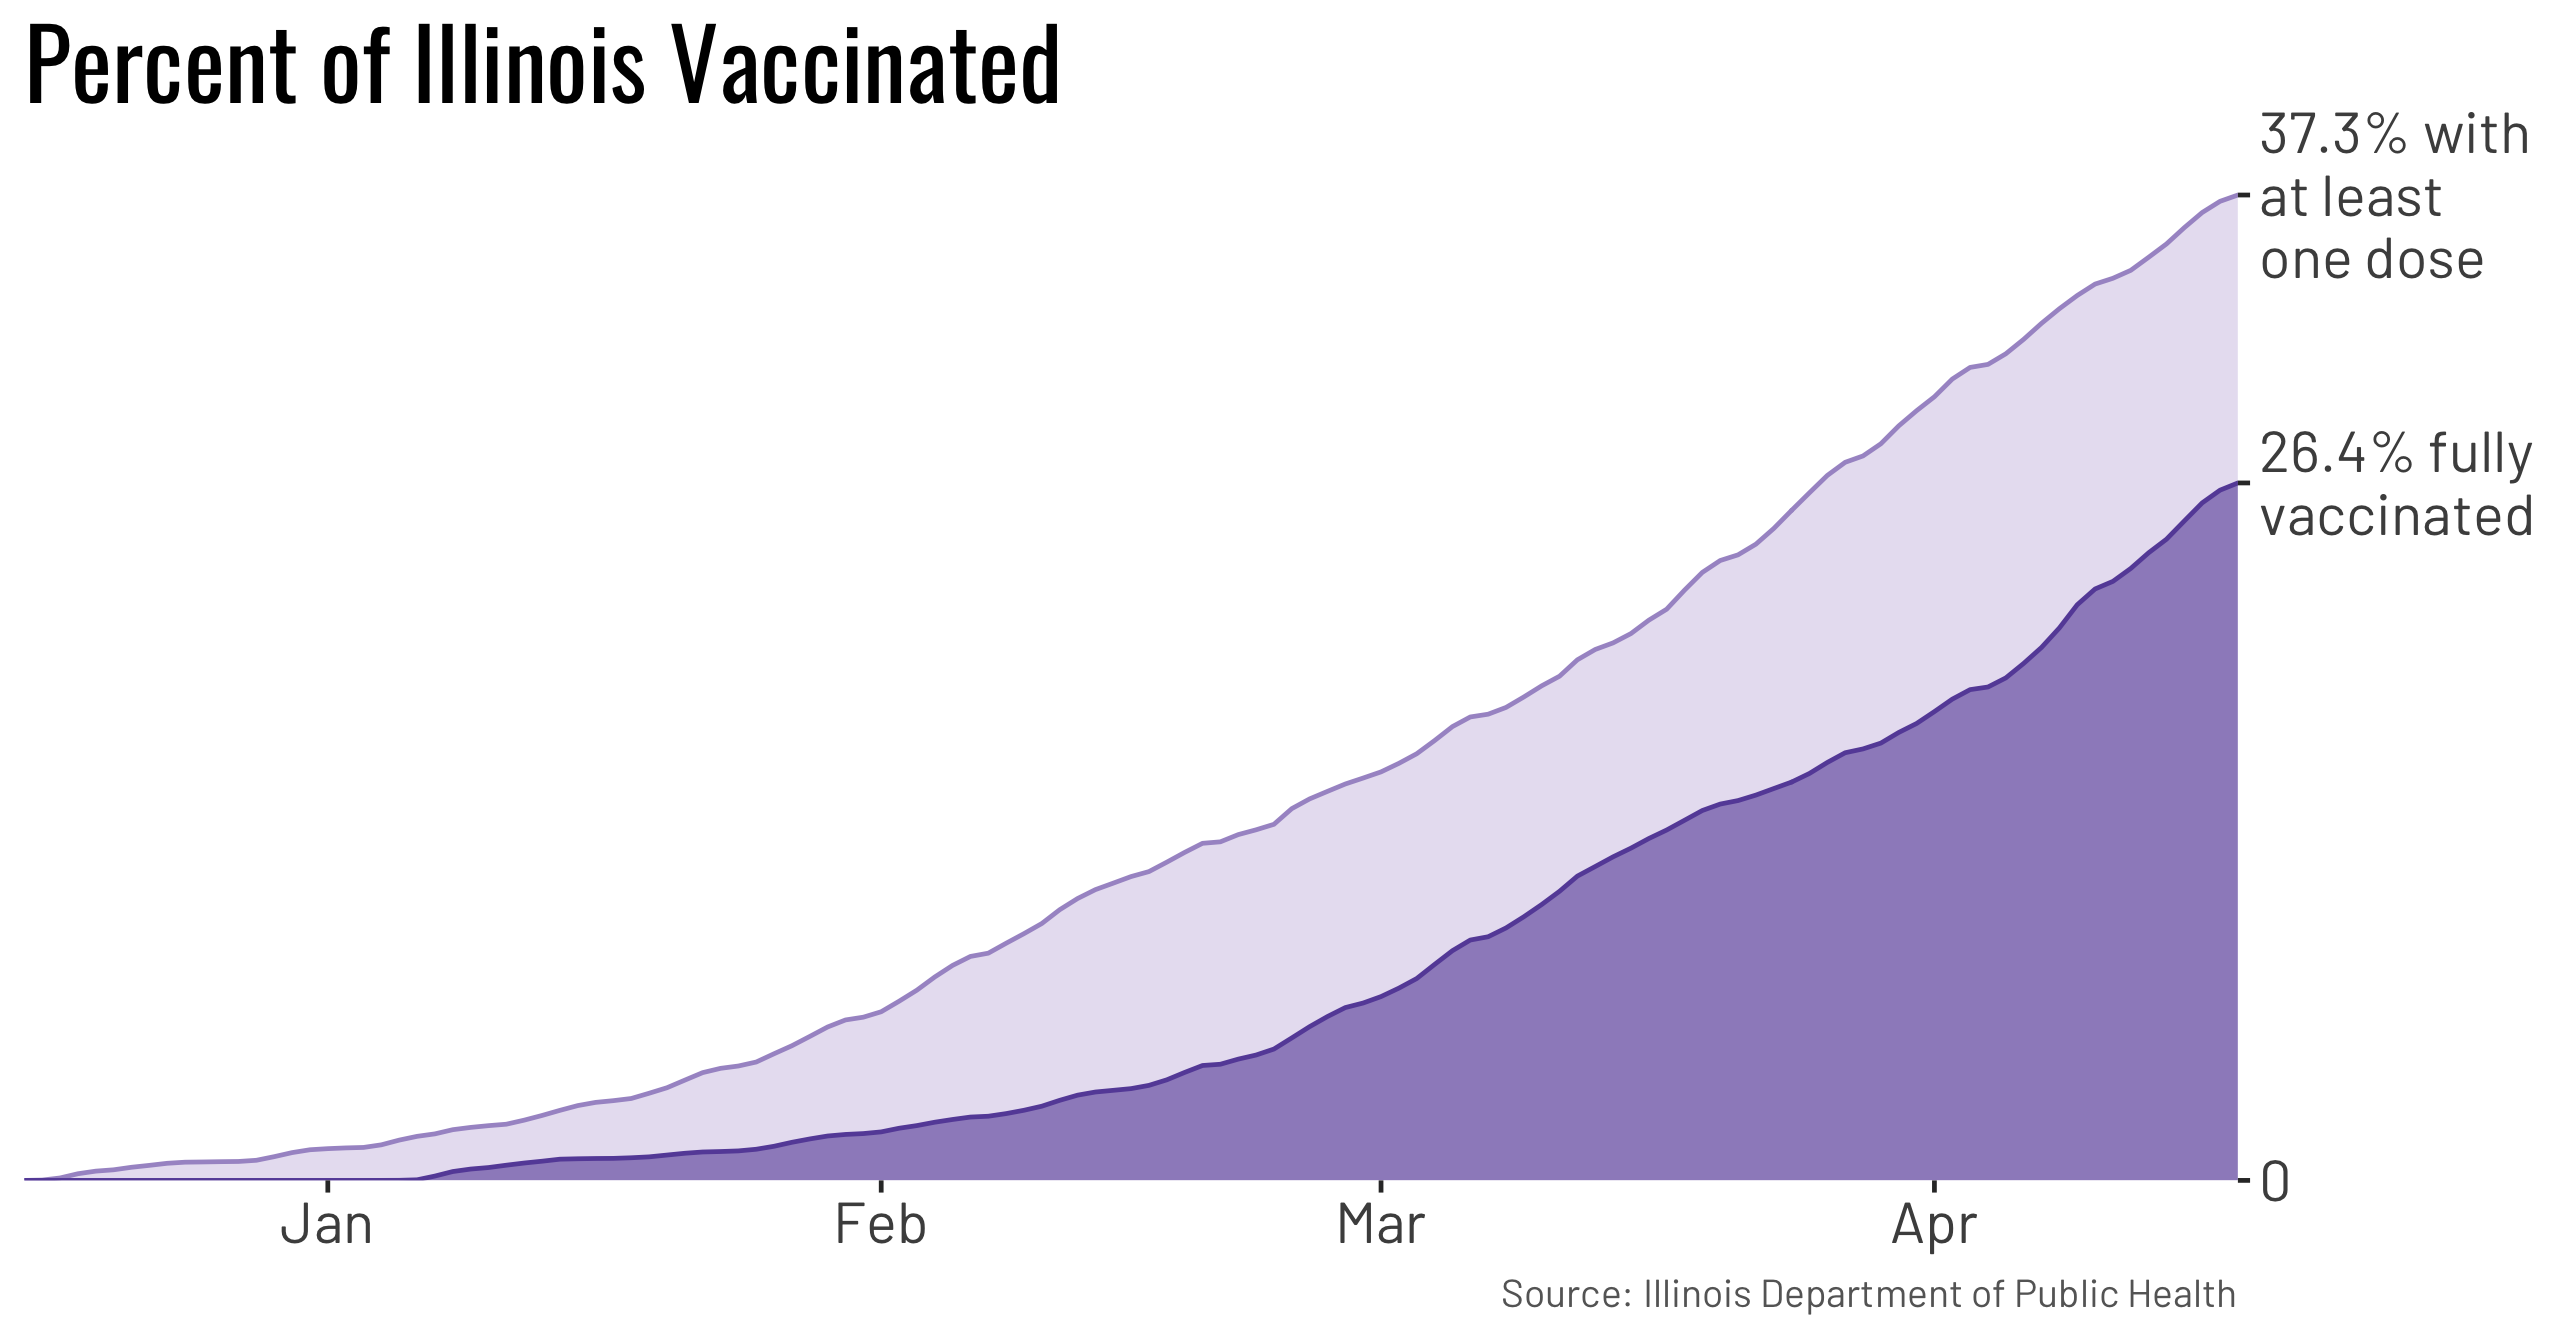 Percent of Illinois Vaccinated
37.3% with
at least
one dose
26.4% fully
vaccinated
0
Jan Feb Mar Apr
Source: Illinois Department of Public Health